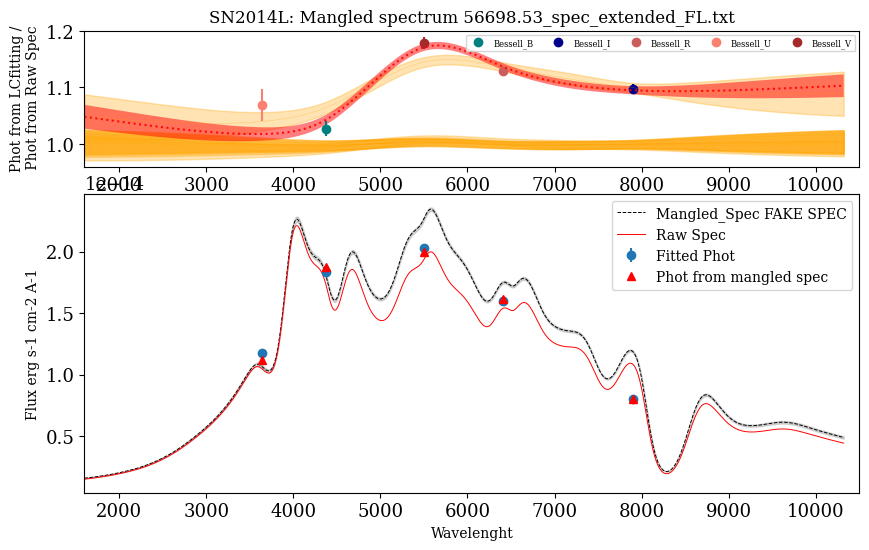 SN2014L: Mangled spectrum 56698.53_spec_extended_FL.txt
Phot from LCfitting /
Phot from Raw Spec
1.2
1.1
1.0
Bessell_B
Bessell_I
Bessell_R
Bessell_U
Bessell_V
2000 3000 4000 5000 6000 7000 8000 9000 10000
1e−14
Flux erg s-1 cm-2 A-1
2.0
1.5
1.0
0.5
Mangled_Spec FAKE SPEC
Raw Spec
Fitted Phot
Phot from mangled spec
2000 3000 4000 5000 6000 7000 8000 9000 10000
Wavelenght